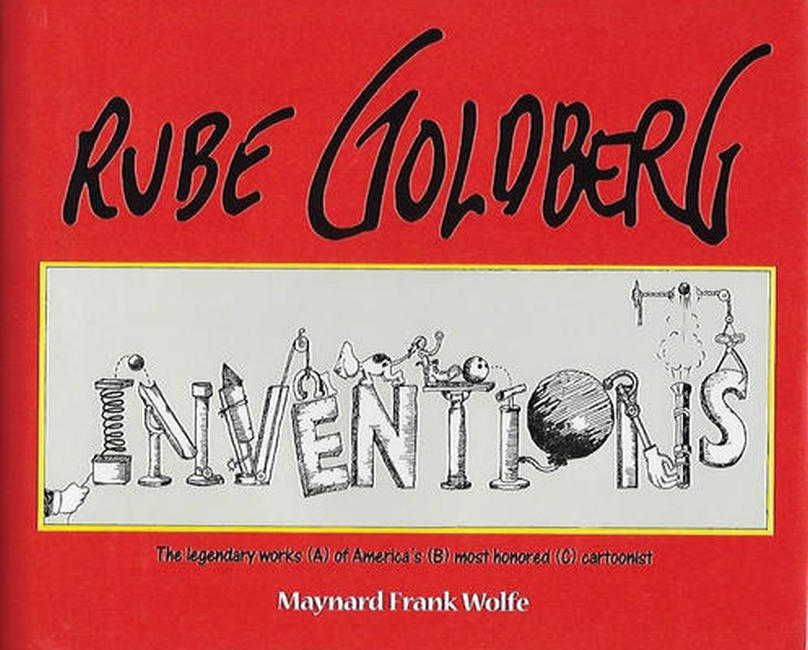 RUBE GOLDBERG
INVENTIONS
The legendary works (A) of America's (B) most honored (C) cartoonist
Maynard Frank Wolfe